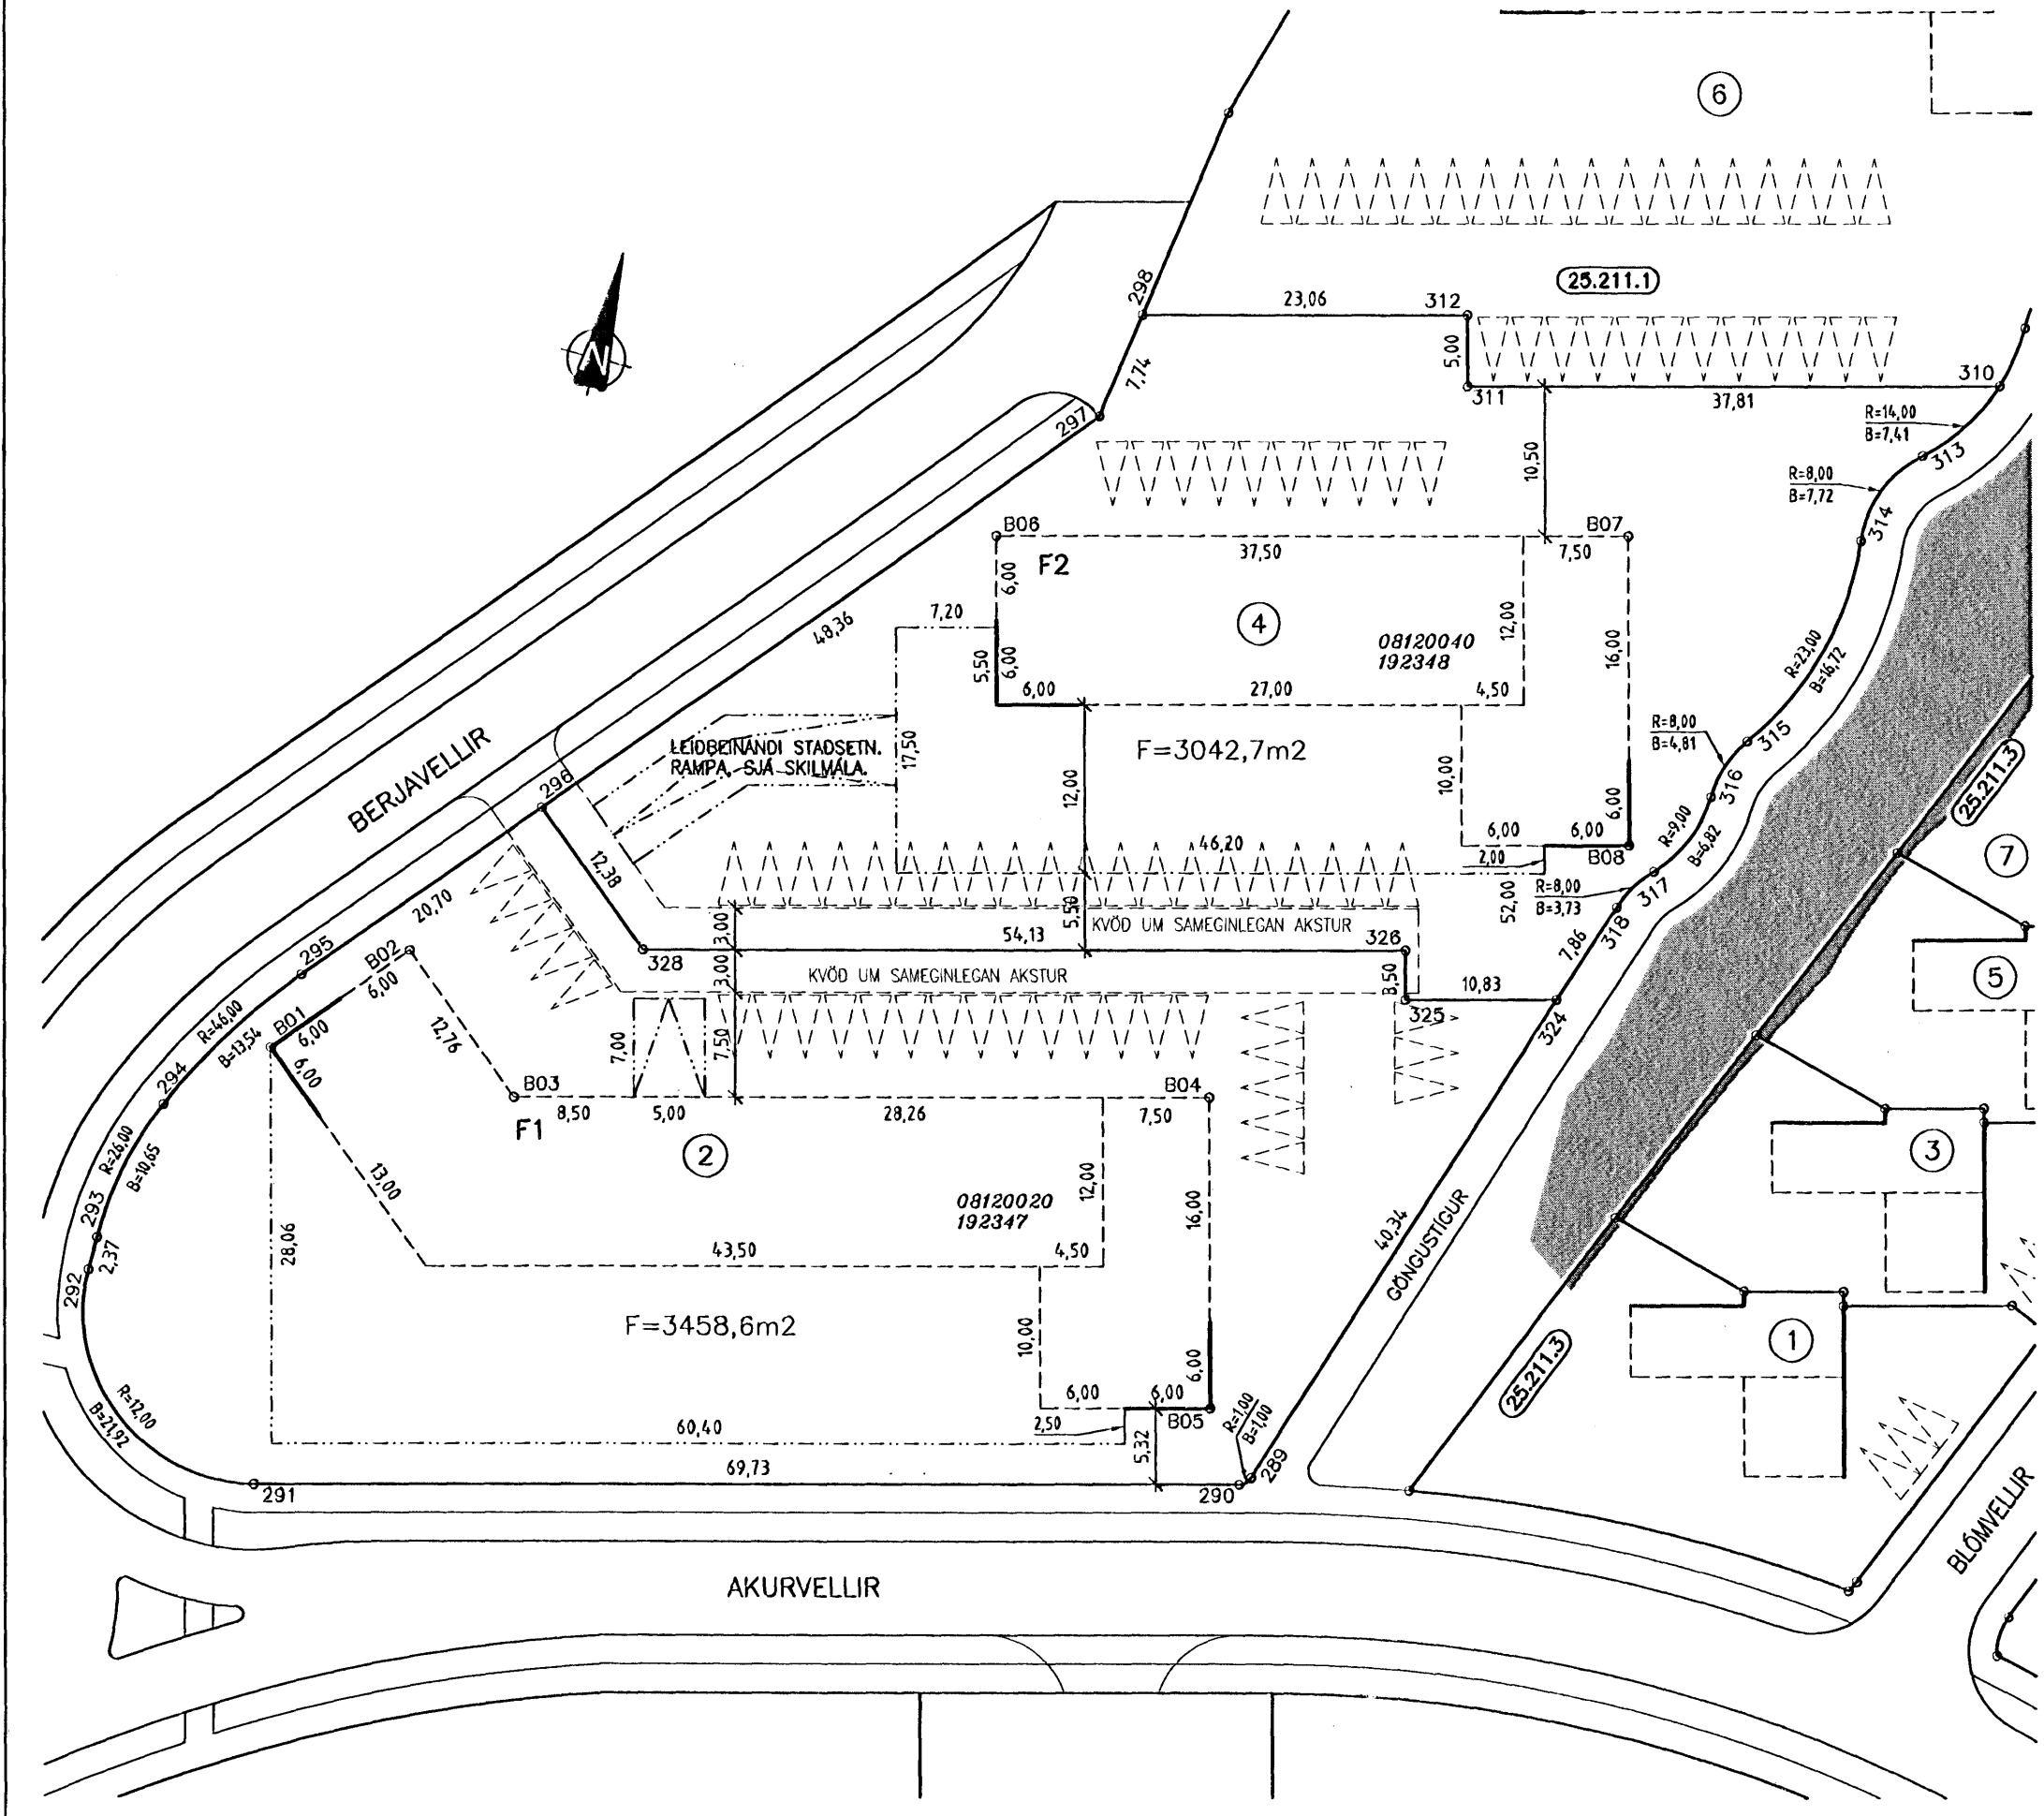 6
25.211.1
298
23,06
312
5,00
7,74
311
37,81
310
N
297
R=14,00
B=7,41
313
10,50
R=8,00
B=7,72
314
B06
B07
37,50
7,50
F2
6,00
48,36
7,20
4
12,00
08120040
192348
5,50
6,00
16,00
R=23,00
B=16,72
6,00
27,00
4,50
BERJAVELLIR
LEIÐBEINANDI STAÐSETN.
RAMPA, SJÁ SKILMÁLA.
17,50
F=3042,7m2
R=8,00
B=4,81
315
25.211.3
296
12,00
10,00
6,00
316
R=9,00
B=6,82
7
12,38
46,20
6,00
6,00
2,00
B08
52,00
R=8,00
B=3,73
317
318
20,70
3,00
5,50
KVÖÐ UM SAMEGINLEGAN AKSTUR
54,13
326
7,86
295
B02
6,00
328
3,00
KVÖÐ UM SAMEGINLEGAN AKSTUR
3,50
10,83
5
B01
6,00
R=46,00
B=13,54
12,76
7,00
7,50
325
324
6,00
294
B03
B04
8,50
5,00
28,26
7,50
F1
2
R=26,00
B=10,65
13,00
12,00
3
08120020
192347
16,00
293
2,37
28,06
43,50
4,50
40,34
GÖNGUSTÍGUR
292
F=3458,6m2
10,00
6,00
1
25.211.3
R=12,00
B=21,92
6,00
6,00
B05
R=1,00
B=1,00
60,40
2,50
5,32
69,73
289
291
290
BLÓMVELLIR
AKURVELLIR